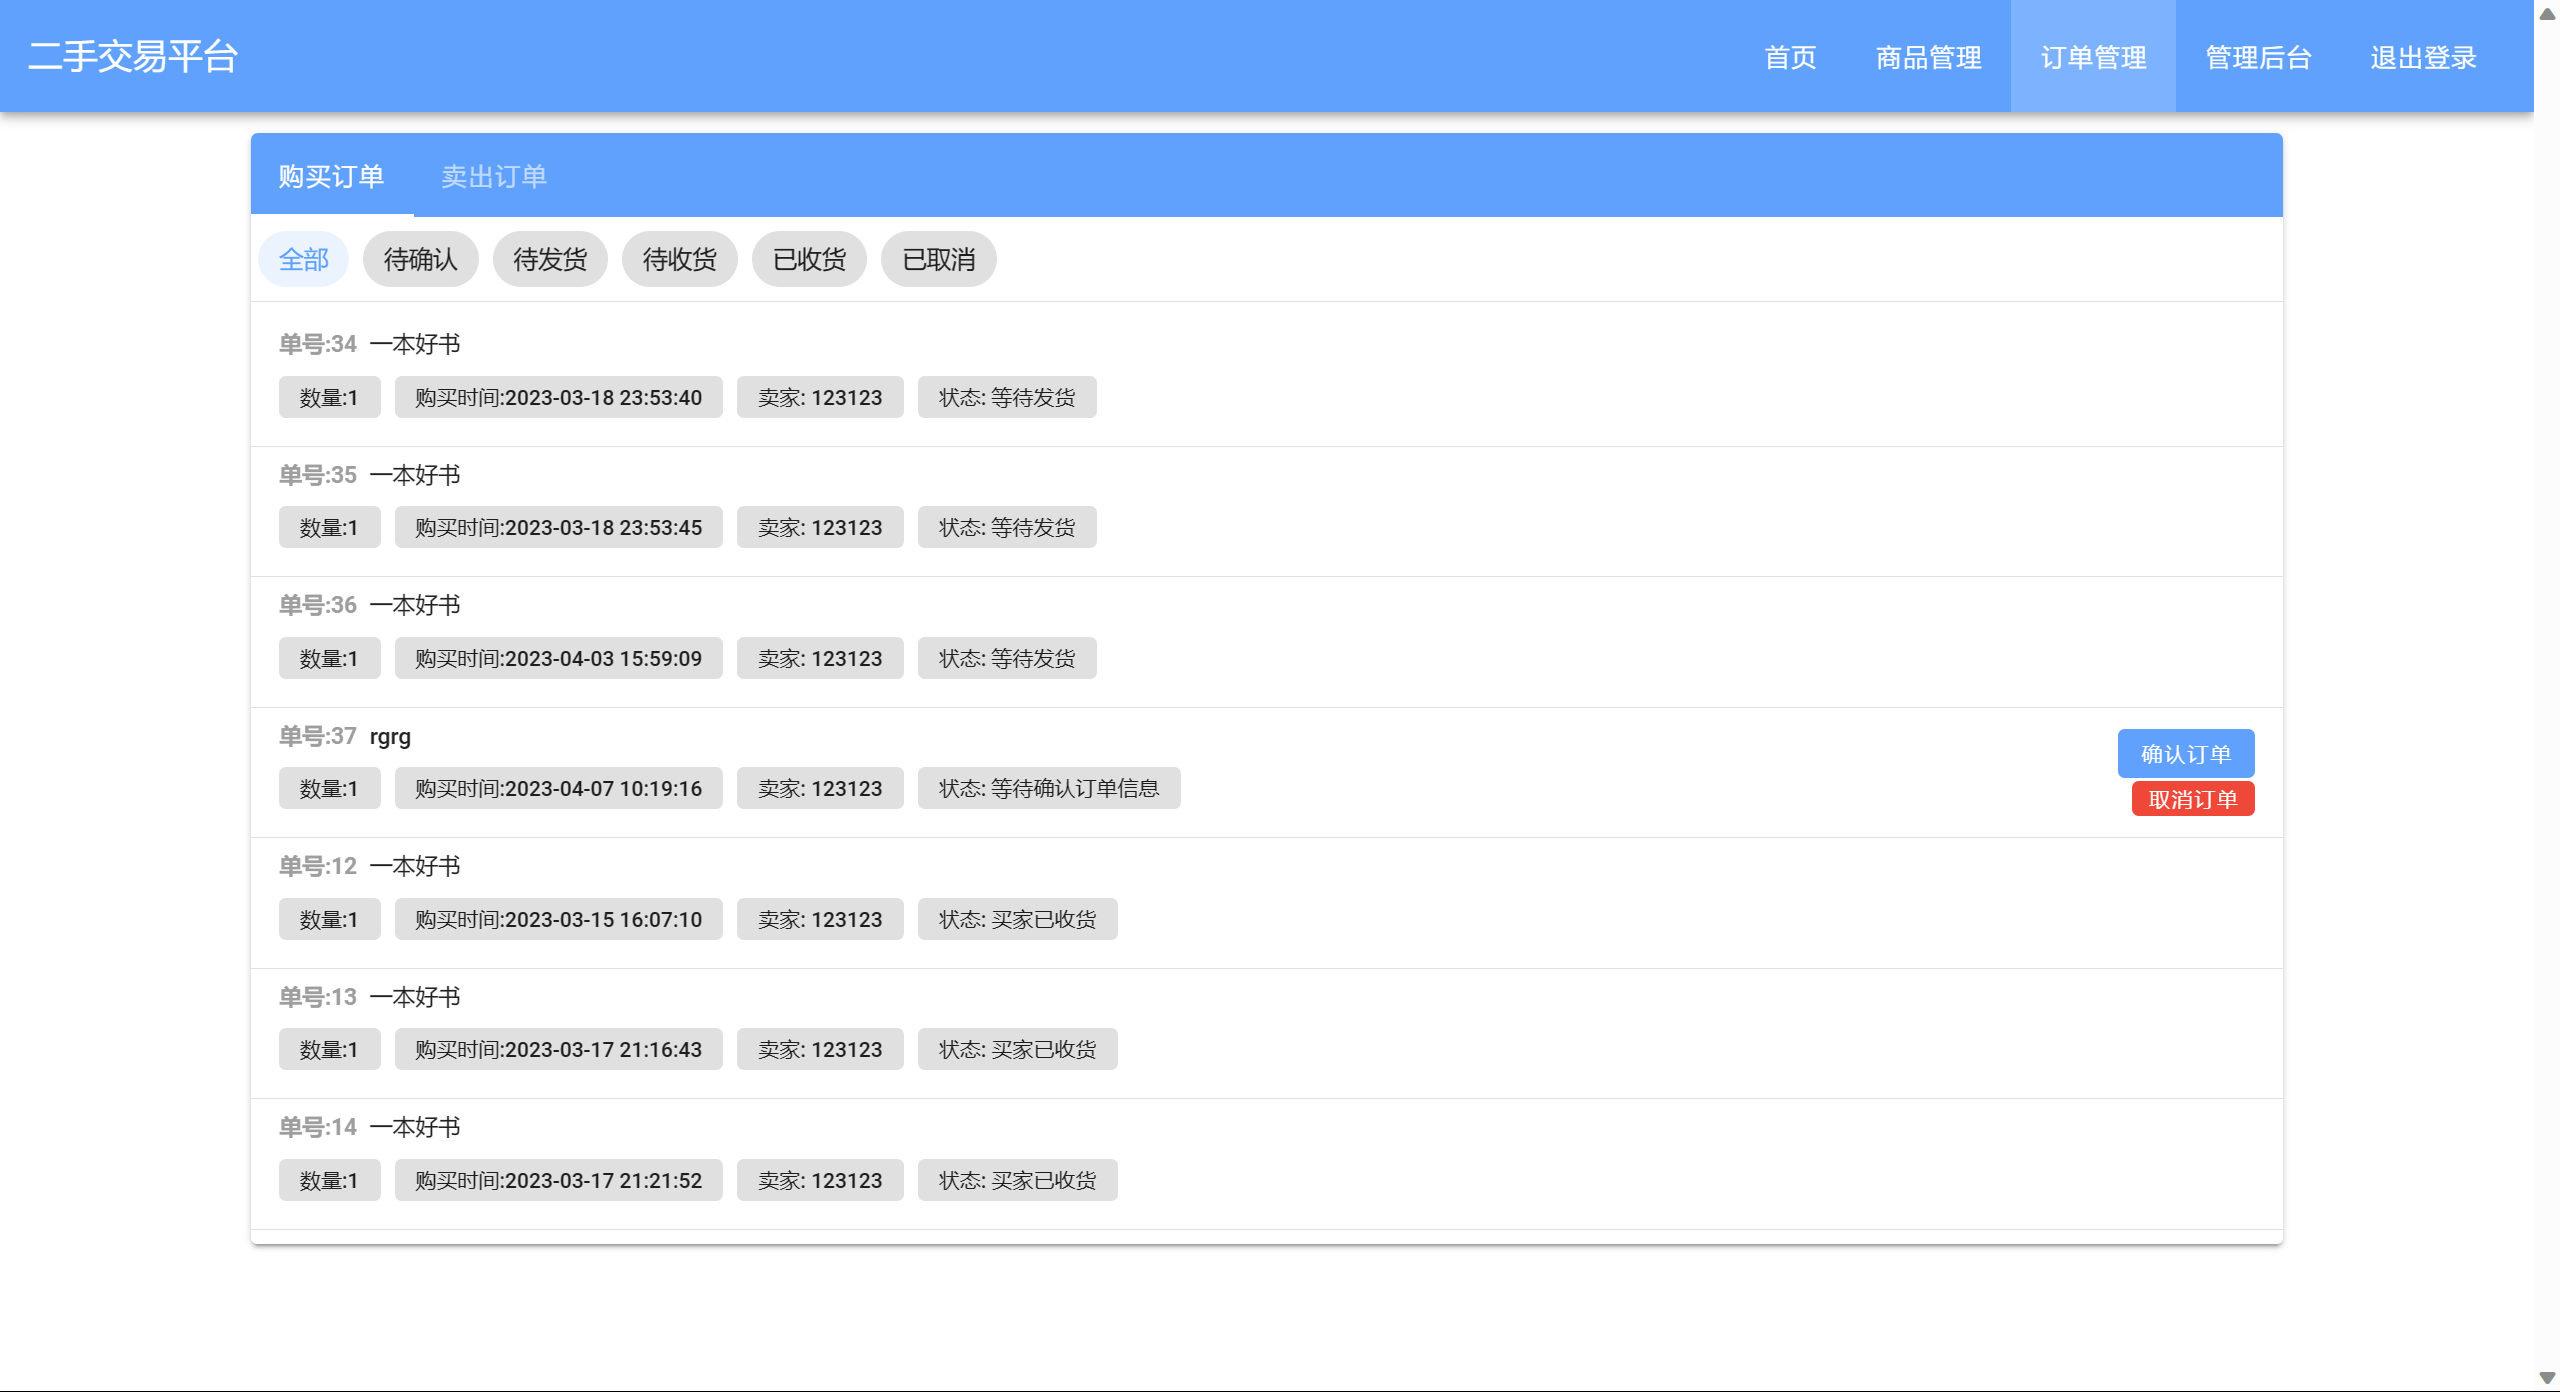 二手交易平台 首页 商品管理 订单管理 管理后台 退出登录
购买订单 卖出订单
全部 待确认 待发货 待收货 已收货 已取消
单号:34 一本好书
数量:1 购买时间:2023-03-18 23:53:40 卖家: 123123 状态: 等待发货
单号:35 一本好书
数量:1 购买时间:2023-03-18 23:53:45 卖家: 123123 状态: 等待发货
单号:36 一本好书
数量:1 购买时间:2023-04-03 15:59:09 卖家: 123123 状态: 等待发货
单号:37 rgrg
确认订单
数量:1 购买时间:2023-04-07 10:19:16 卖家: 123123 状态: 等待确认订单信息
取消订单
单号:12 一本好书
数量:1 购买时间:2023-03-15 16:07:10 卖家: 123123 状态: 买家已收货
单号:13 一本好书
数量:1 购买时间:2023-03-17 21:16:43 卖家: 123123 状态: 买家已收货
单号:14 一本好书
数量:1 购买时间:2023-03-17 21:21:52 卖家: 123123 状态: 买家已收货